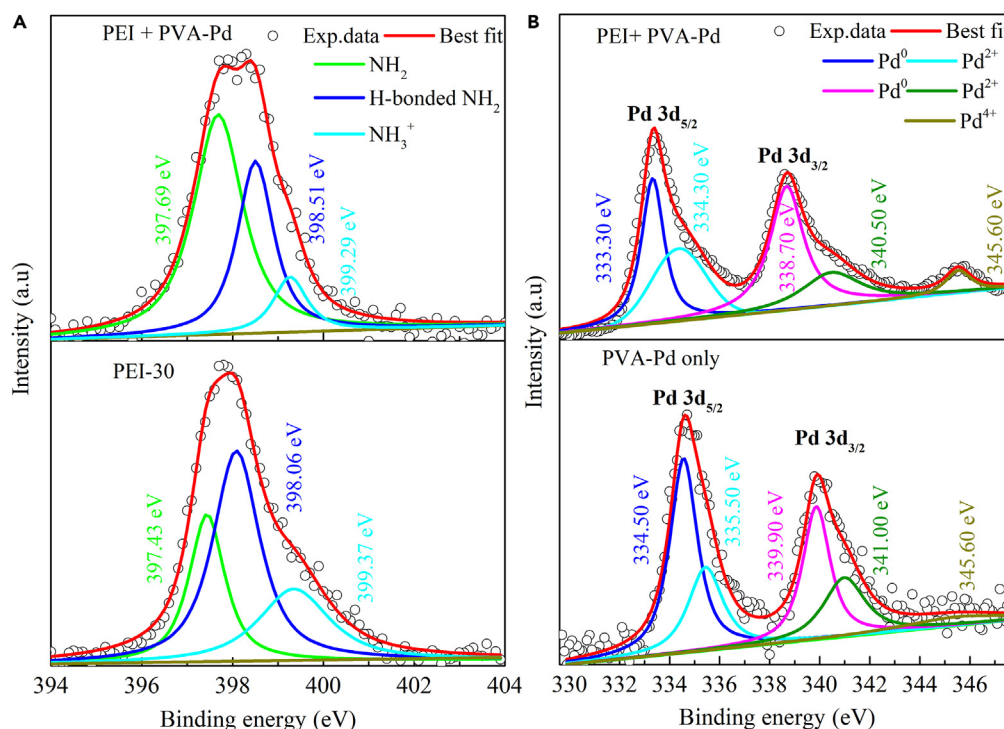 A
PEI + PVA-Pd
Exp.data
Best fit
NH2
H-bonded NH2
NH3+
397.69 eV
398.51 eV
399.29 eV
PEI-30
397.43 eV
398.06 eV
399.37 eV
Intensity (a.u)
394 396 398 400 402 404
Binding energy (eV)
B
PEI+ PVA-Pd
Exp.data
Best fit
Pd0
Pd2+
Pd0
Pd2+
Pd4+
Pd 3d5/2
Pd 3d3/2
333.30 eV
334.30 eV
338.70 eV
340.50 eV
345.60 eV
PVA-Pd only
Pd 3d5/2
Pd 3d3/2
334.50 eV
335.50 eV
339.90 eV
341.00 eV
345.60 eV
Intensity (a.u)
330 332 334 336 338 340 342 344 346
Binding energy (eV)